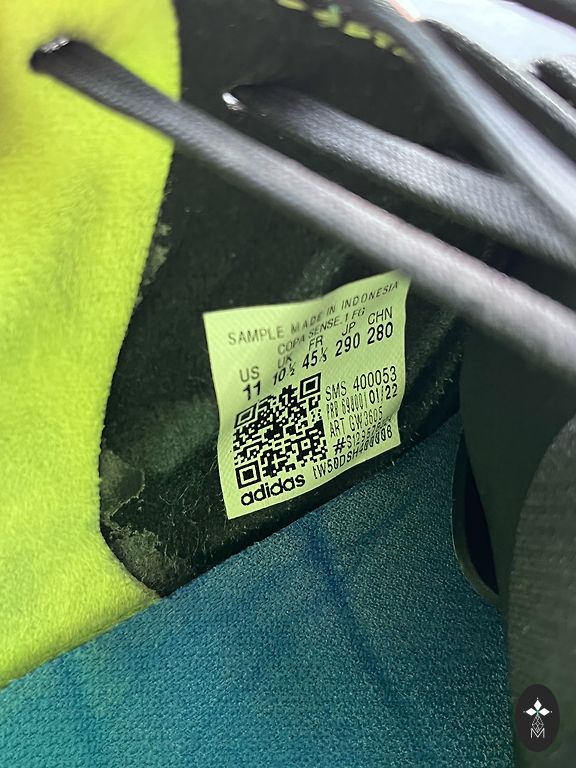 SAMPLE MADE IN INDONESIA
COPA SENSE.1 FG
US UK FR JP CHN
11 10½ 45⅓ 290 280
SMS 400053
01/22
ART GW3605
adidas
M